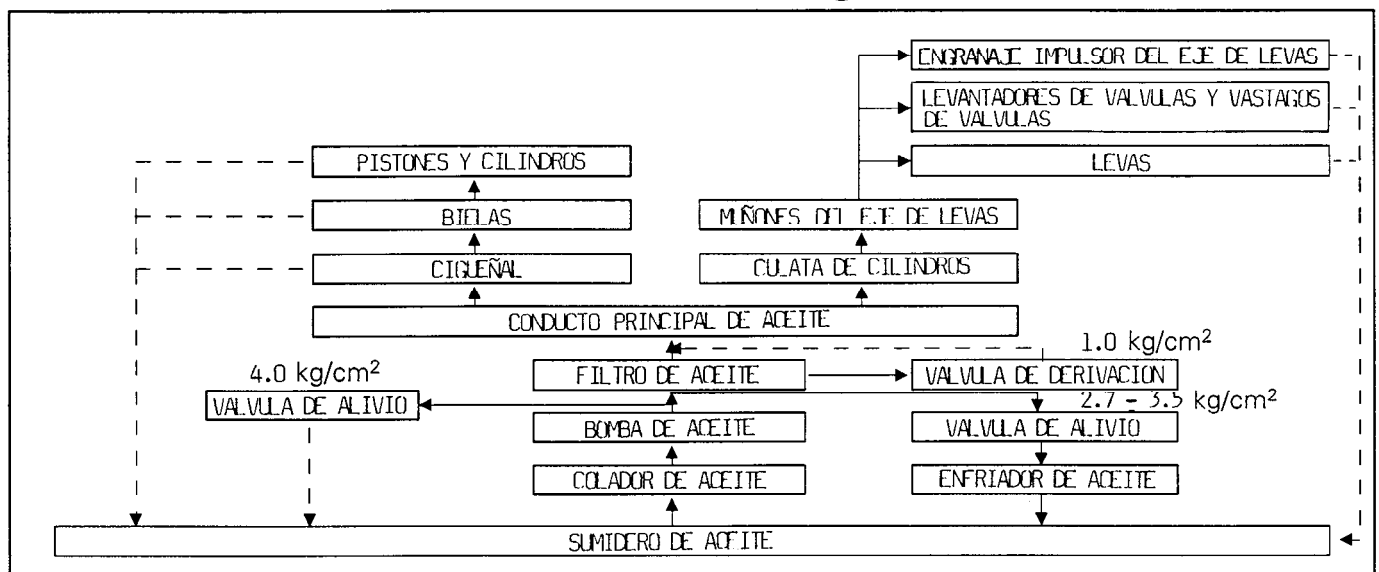 ENGRANAJE IMPULSOR DEL EJE DE LEVAS
LEVANTADORES DE VALVULAS Y VASTAGOS
DE VALVULAS
PISTONES Y CILINDROS
LEVAS
BIELAS
MUÑONES DEL EJE DE LEVAS
CIGUEÑAL
CULATA DE CILINDROS
CONDUCTO PRINCIPAL DE ACEITE
1.0 kg/cm²
4.0 kg/cm²
FILTRO DE ACEITE
VALVULA DE DERIVACION
VALVULA DE ALIVIO
2.7 - 3.5 kg/cm²
BOMBA DE ACEITE
VALVULA DE ALIVIO
COLADOR DE ACEITE
ENFRIADOR DE ACEITE
SUMIDERO DE ACEITE